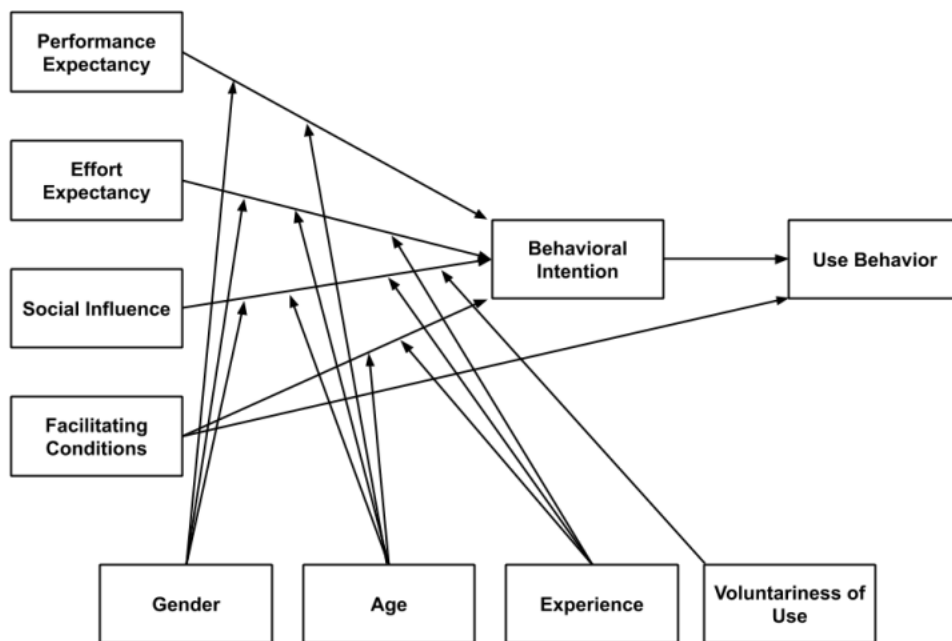 Performance
Expectancy
Effort
Expectancy
Behavioral
Intention
Use Behavior
Social Influence
Facilitating
Conditions
Gender
Age
Experience
Voluntariness of
Use